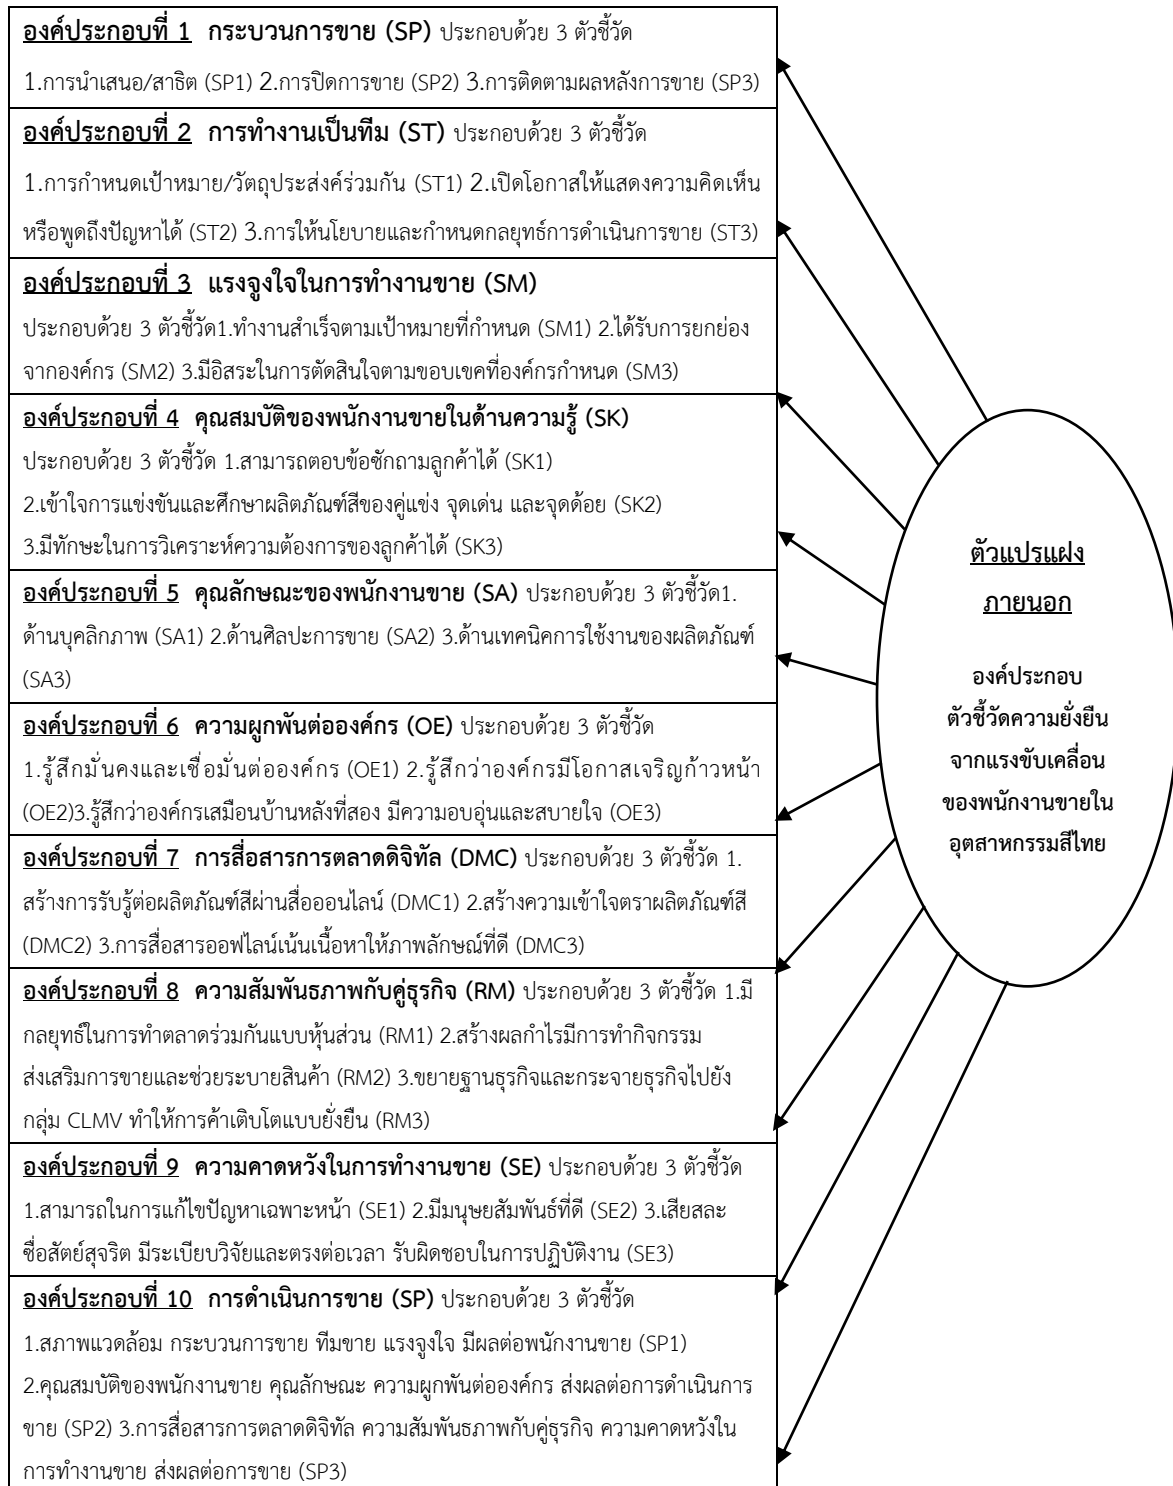 องค์ประกอบที่ 1 กระบวนการขาย (SP) ประกอบด้วย 3 ตัวชี้วัด
1.การนำเสนอ/สาธิต (SP1) 2.การปิดการขาย (SP2) 3.การติดตามผลหลังการขาย (SP3)
องค์ประกอบที่ 2 การทำงานเป็นทีม (ST) ประกอบด้วย 3 ตัวชี้วัด
1.การกำหนดเป้าหมาย/วัตถุประส่งค์ร่วมกัน (ST1) 2.เปิดโอกาสให้แสดงความคิดเห็น
หรือพูดถึงปัญหาได้ (ST2) 3.การให้นโยบายและกำหนดกลยุทธ์การดำเนินการขาย (ST3)
องค์ประกอบที่ 3 แรงจูงใจในการทำงานขาย (SM)
ประกอบด้วย 3 ตัวชี้วัด1.ทำงานสำเร็จตามเป้าหมายที่กำหนด (SM1) 2.ได้รับการยกย่อง
จากองค์กร (SM2) 3.มีอิสระในการตัดสินใจตามขอบเขคที่องค์กรกำหนด (SM3)
องค์ประกอบที่ 4 คุณสมบัติของพนักงานขายในด้านความรู้ (SK)
ประกอบด้วย 3 ตัวชี้วัด 1.สามารถตอบข้อซักถามลูกค้าได้ (SK1)
2.เข้าใจการแข่งขันและศึกษาผลิตภัณฑ์สีของคู่แข่ง จุดเด่น และจุดด้อย (SK2)
3.มีทักษะในการวิเคราะห์ความต้องการของลูกค้าได้ (SK3)
องค์ประกอบที่ 5 คุณลักษณะของพนักงานขาย (SA) ประกอบด้วย 3 ตัวชี้วัด1.
ด้านบุคลิกภาพ (SA1) 2.ด้านศิลปะการขาย (SA2) 3.ด้านเทคนิคการใช้งานของผลิตภัณฑ์
(SA3)
องค์ประกอบที่ 6 ความผูกพันต่อองค์กร (OE) ประกอบด้วย 3 ตัวชี้วัด
1.รู้สึกมั่นคงและเชื่อมั่นต่อองค์กร (OE1) 2.รู้สึกว่าองค์กรมีโอกาสเจริญก้าวหน้า
(OE2)3.รู้สึกว่าองค์กรเสมือนบ้านหลังที่สอง มีความอบอุ่นและสบายใจ (OE3)
องค์ประกอบที่ 7 การสื่อสารการตลาดดิจิทัล (DMC) ประกอบด้วย 3 ตัวชี้วัด 1.
สร้างการรับรู้ต่อผลิตภัณฑ์สีผ่านสื่อออนไลน์ (DMC1) 2.สร้างความเข้าใจตราผลิตภัณฑ์สี
(DMC2) 3.การสื่อสารออฟไลน์เน้นเนื้อหาให้ภาพลักษณ์ที่ดี (DMC3)
องค์ประกอบที่ 8 ความสัมพันธภาพกับคู่ธุรกิจ (RM) ประกอบด้วย 3 ตัวชี้วัด 1.มี
กลยุทธ์ในการทำตลาดร่วมกันแบบหุ้นส่วน (RM1) 2.สร้างผลกำไรมีการทำกิจกรรม
ส่งเสริมการขายและช่วยระบายสินค้า (RM2) 3.ขยายฐานธุรกิจและกระจายธุรกิจไปยัง
กลุ่ม CLMV ทำให้การค้าเติบโตแบบยั่งยืน (RM3)
องค์ประกอบที่ 9 ความคาดหวังในการทำงานขาย (SE) ประกอบด้วย 3 ตัวชี้วัด
1.สามารถในการแก้ไขปัญหาเฉพาะหน้า (SE1) 2.มีมนุษยสัมพันธ์ที่ดี (SE2) 3.เสียสละ
ซื่อสัตย์สุจริต มีระเบียบวิจัยและตรงต่อเวลา รับผิดชอบในการปฏิบัติงาน (SE3)
องค์ประกอบที่ 10 การดำเนินการขาย (SP) ประกอบด้วย 3 ตัวชี้วัด
1.สภาพแวดล้อม กระบวนการขาย ทีมขาย แรงจูงใจ มีผลต่อพนักงานขาย (SP1)
2.คุณสมบัติของพนักงานขาย คุณลักษณะ ความผูกพันต่อองค์กร ส่งผลต่อการดำเนินการ
ขาย (SP2) 3.การสื่อสารการตลาดดิจิทัล ความสัมพันธภาพกับคู่ธุรกิจ ความคาดหวังใน
การทำงานขาย ส่งผลต่อการขาย (SP3)
ตัวแปรแฝง
ภายนอก
องค์ประกอบ
ตัวชี้วัดความยั่งยืน
จากแรงขับเคลื่อน
ของพนักงานขายใน
อุตสาหกรรมสีไทย